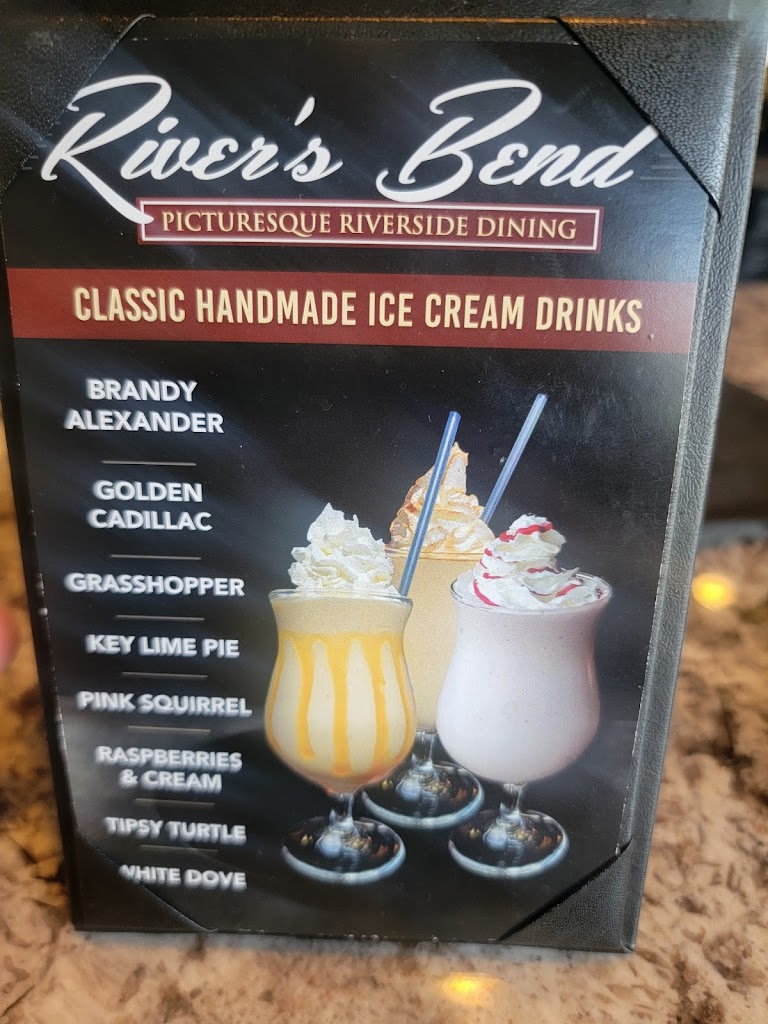 River's Bend
PICTURESQUE RIVERSIDE DINING
CLASSIC HANDMADE ICE CREAM DRINKS
BRANDY
ALEXANDER
GOLDEN
CADILLAC
GRASSHOPPER
KEY LIME PIE
PINK SQUIRREL
RASPBERRIES
& CREAM
TIPSY TURTLE
WHITE DOVE